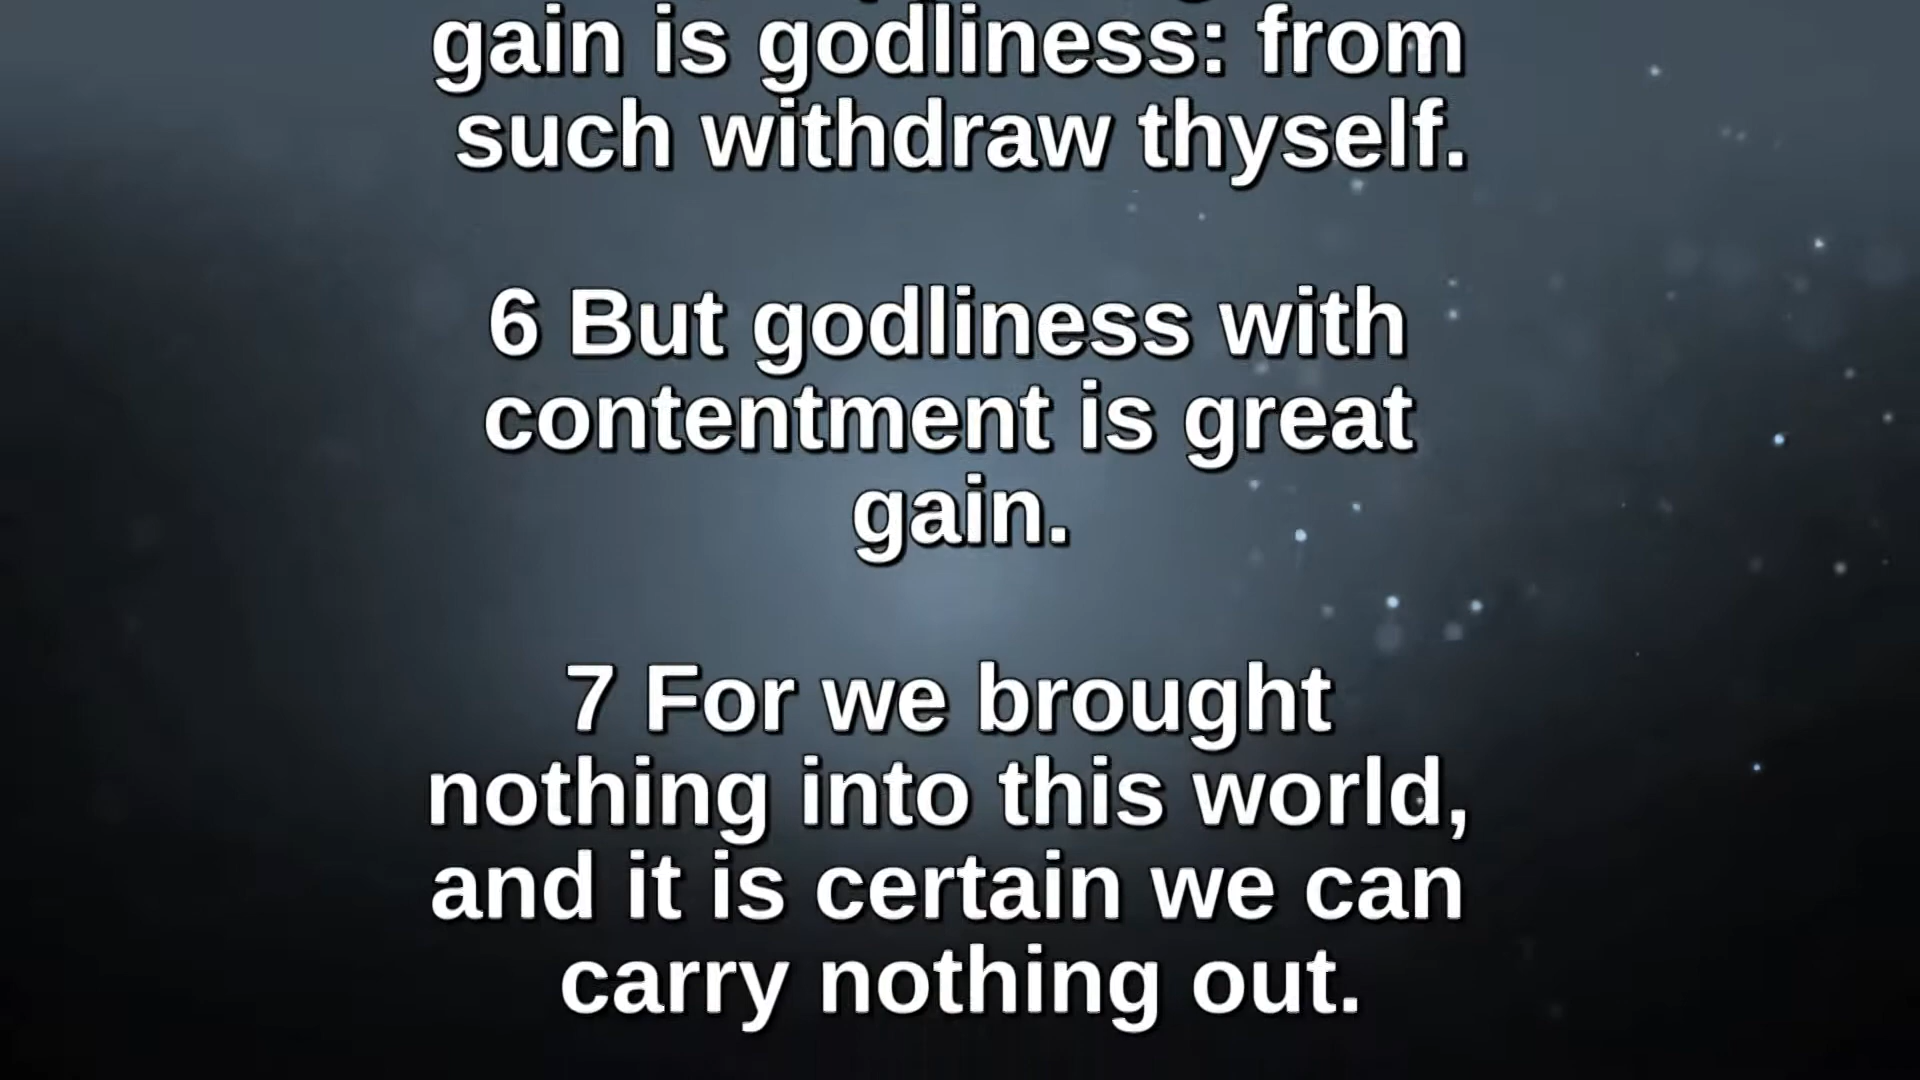 gain is godliness: from
such withdraw thyself.
6 But godliness with
contentment is great
gain.
7 For we brought
nothing into this world,
and it is certain we can
carry nothing out.